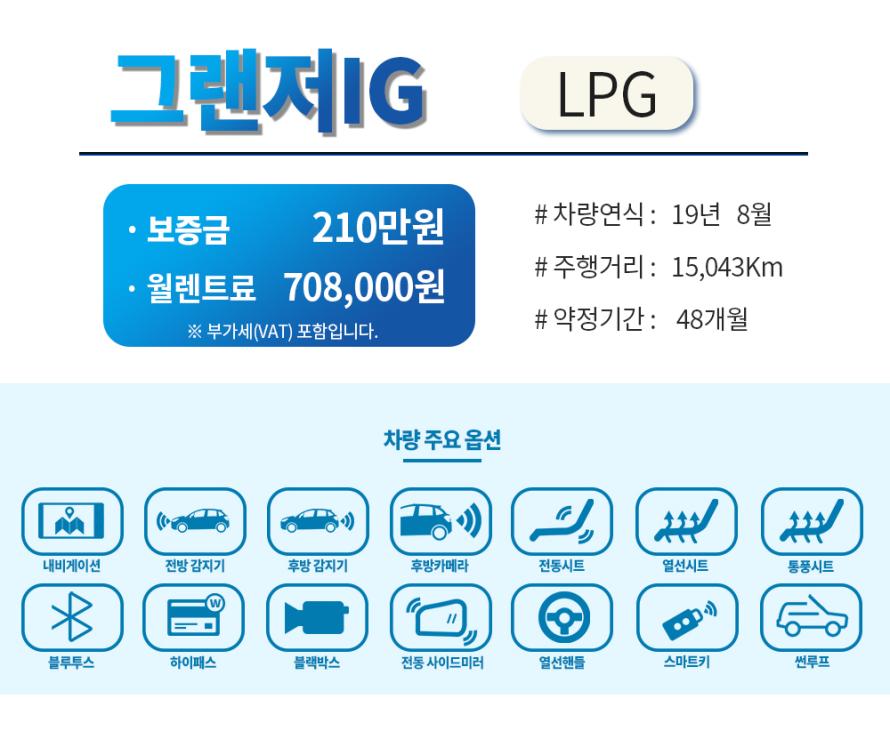 그랜저IG LPG
· 보증금 210만원
· 월렌트료 708,000원
※ 부가세(VAT) 포함입니다.
# 차량연식 : 19년 8월
# 주행거리 : 15,043Km
# 약정기간 : 48개월
차량 주요 옵션
내비게이션 전방 감지기 후방 감지기 후방카메라 전동시트 열선시트 통풍시트
W
블루투스 하이패스 블랙박스 전동 사이드미러 열선핸들 스마트키 썬루프